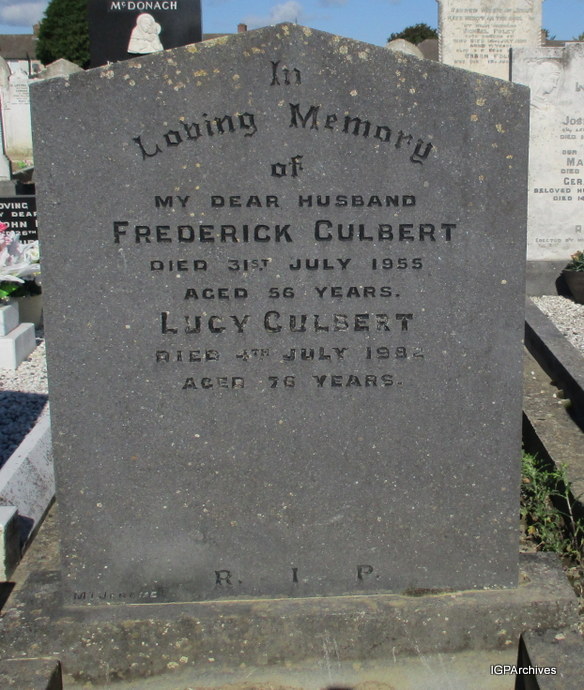 McDONAGH
In
Loving Memory
of
MY DEAR HUSBAND
FREDERICK CULBERT
DIED 31ST JULY 1955
AGED 56 YEARS.
LUCY CULBERT
DIED 4TH JULY 1982
AGED 76 YEARS.
R. I. P.
LOVING
IGPArchives